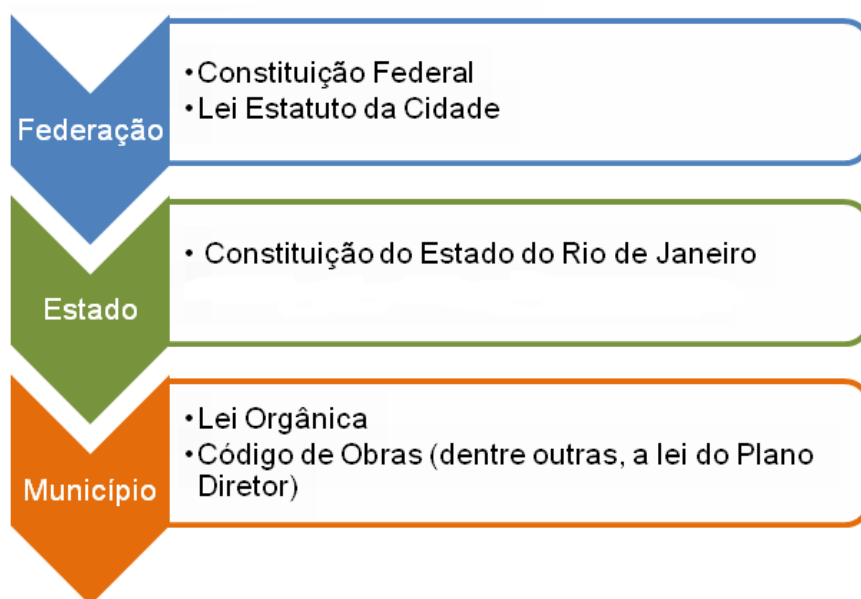 Federação
•Constituição Federal
•Lei Estatuto da Cidade
Estado
• Constituição do Estado do Rio de Janeiro
Município
•Lei Orgânica
•Código de Obras (dentre outras, a lei do Plano
Diretor)